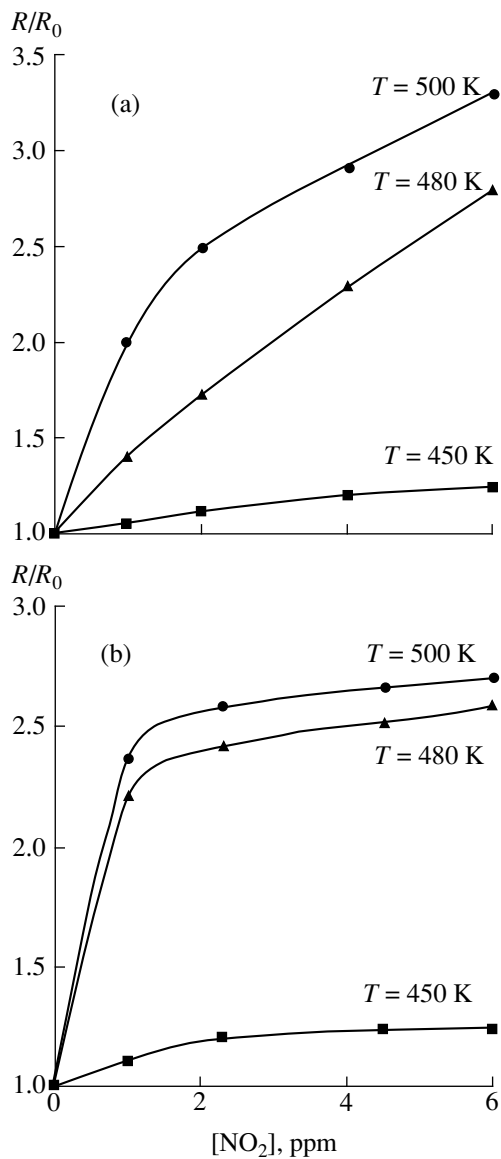 R/R0
3.5
(a)
T = 500 K
3.0
T = 480 K
2.5
2.0
1.5
T = 450 K
1.0
R/R0
3.0
(b)
T = 500 K
2.5
T = 480 K
2.0
1.5
T = 450 K
1.0
0 2 4 6
[NO2], ppm